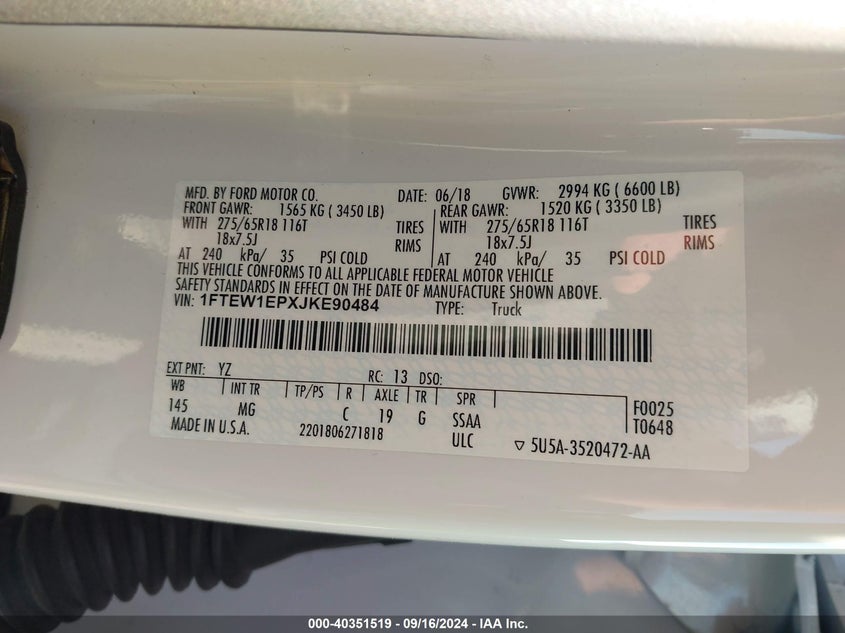 MFD. BY FORD MOTOR CO. DATE: 06/18 GVWR: 2994 KG ( 6600 LB)
FRONT GAWR: 1565 KG ( 3450 LB) REAR GAWR: 1520 KG ( 3350 LB)
WITH 275/65R18 116T TIRES WITH 275/65R18 116T TIRES
18x7.5J RIMS 18x7.5J RIMS
AT 240 kPa/ 35 PSI COLD AT 240 kPa/ 35 PSI COLD
THIS VEHICLE CONFORMS TO ALL APPLICABLE FEDERAL MOTOR VEHICLE
SAFETY STANDARDS IN EFFECT ON THE DATE OF MANUFACTURE SHOWN ABOVE.
VIN: 1FTEW1EPXJKE90484 TYPE: Truck
EXT PNT: YZ RC: 13 DSO:
WB INT TR TP/PS R AXLE TR SPR
145 MG C 19 G SSAA F0025
ULC T0648
MADE IN U.S.A. 2201806271818 ▽ 5U5A-3520472-AA
000-40351519 - 09/16/2024 - IAA Inc.